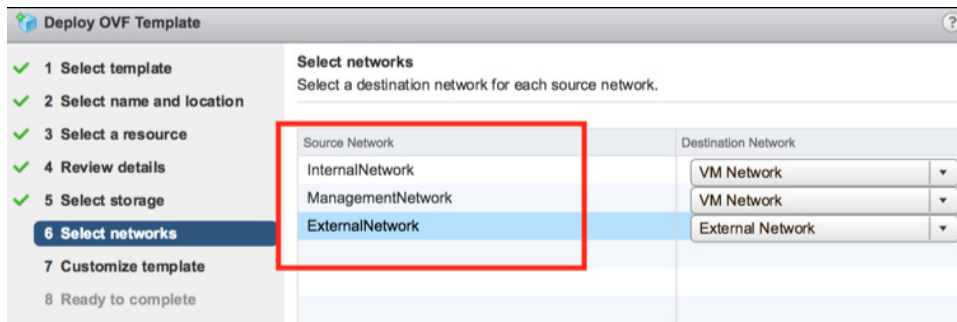 Deploy OVF Template
?
1 Select template
2 Select name and location
3 Select a resource
4 Review details
5 Select storage
6 Select networks
7 Customize template
8 Ready to complete
Select networks
Select a destination network for each source network.
Source Network Destination Network
InternalNetwork VM Network
ManagementNetwork VM Network
ExternalNetwork External Network